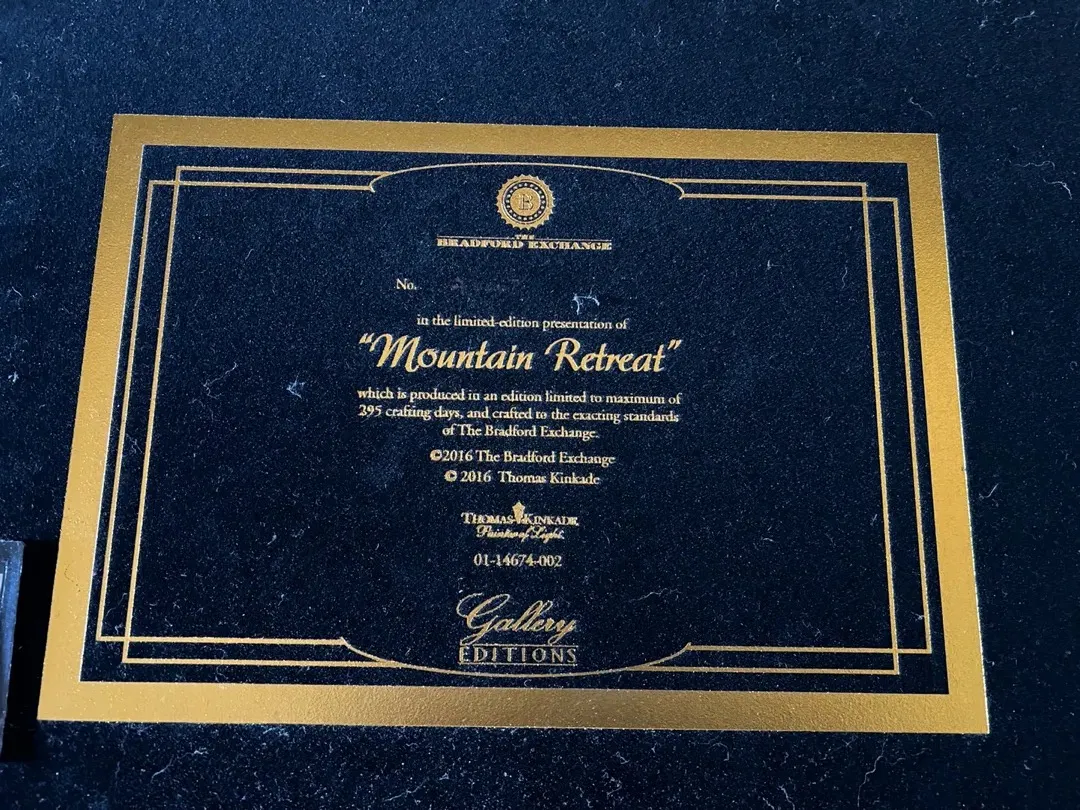 B
THE
BRADFORD EXCHANGE
No.
in the limited-edition presentation of
“Mountain Retreat”
which is produced in an edition limited to maximum of
295 crafting days, and crafted to the exacting standards
of The Bradford Exchange.
©2016 The Bradford Exchange
© 2016 Thomas Kinkade
THOMAS KINKADE
Painter of Light
01-14674-002
Gallery
EDITIONS